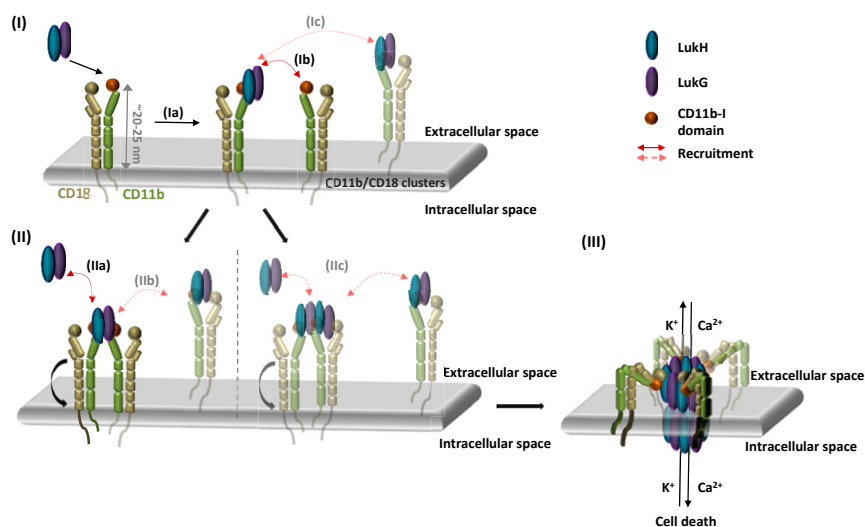 (I)
(Ic)
(Ib)
(Ia)
~20-25 nm
Extracellular space
CD11b/CD18 clusters
CD18
CD11b
Intracellular space
LukH
LukG
CD11b-I
domain
Recruitment
(II)
(IIa)
(IIb)
(IIc)
Extracellular space
Intracellular space
(III)
K⁺
Ca²⁺
Extracellular space
Intracellular space
K⁺
Ca²⁺
Cell death